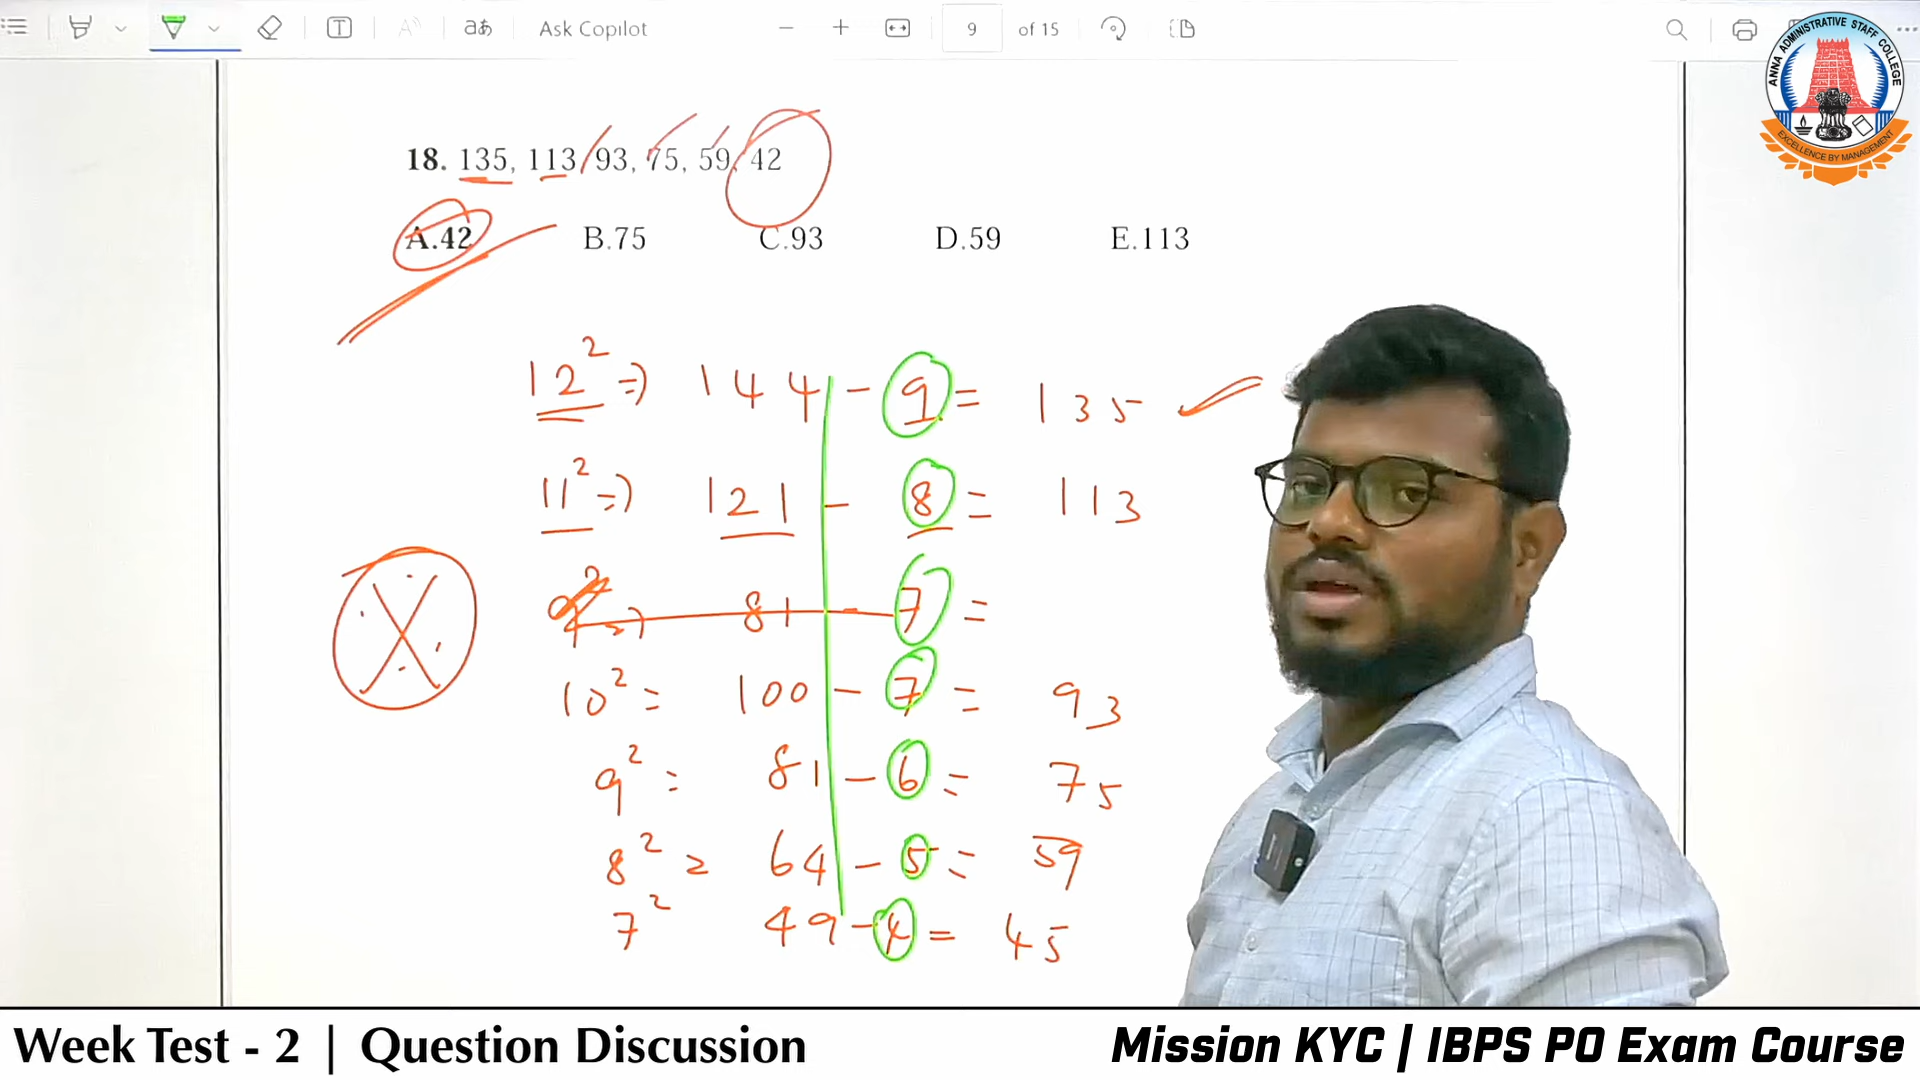 Ask Copilot
9 of 15
ANNA ADMINISTRATIVE STAFF COLLEGE
EXCELLENCE BY MANAGEMENT
18. 135, 113, 93, 75, 59, 42
A.42 B.75 C.93 D.59 E.113
12² => 144 - 9 = 135
11² => 121 - 8 = 113
9² => 81 - 7 =
10² = 100 - 7 = 93
9² = 81 - 6 = 75
8² = 64 - 5 = 59
7² 49 - 4 = 45
Week Test - 2 | Question Discussion
Mission KYC | IBPS PO Exam Course